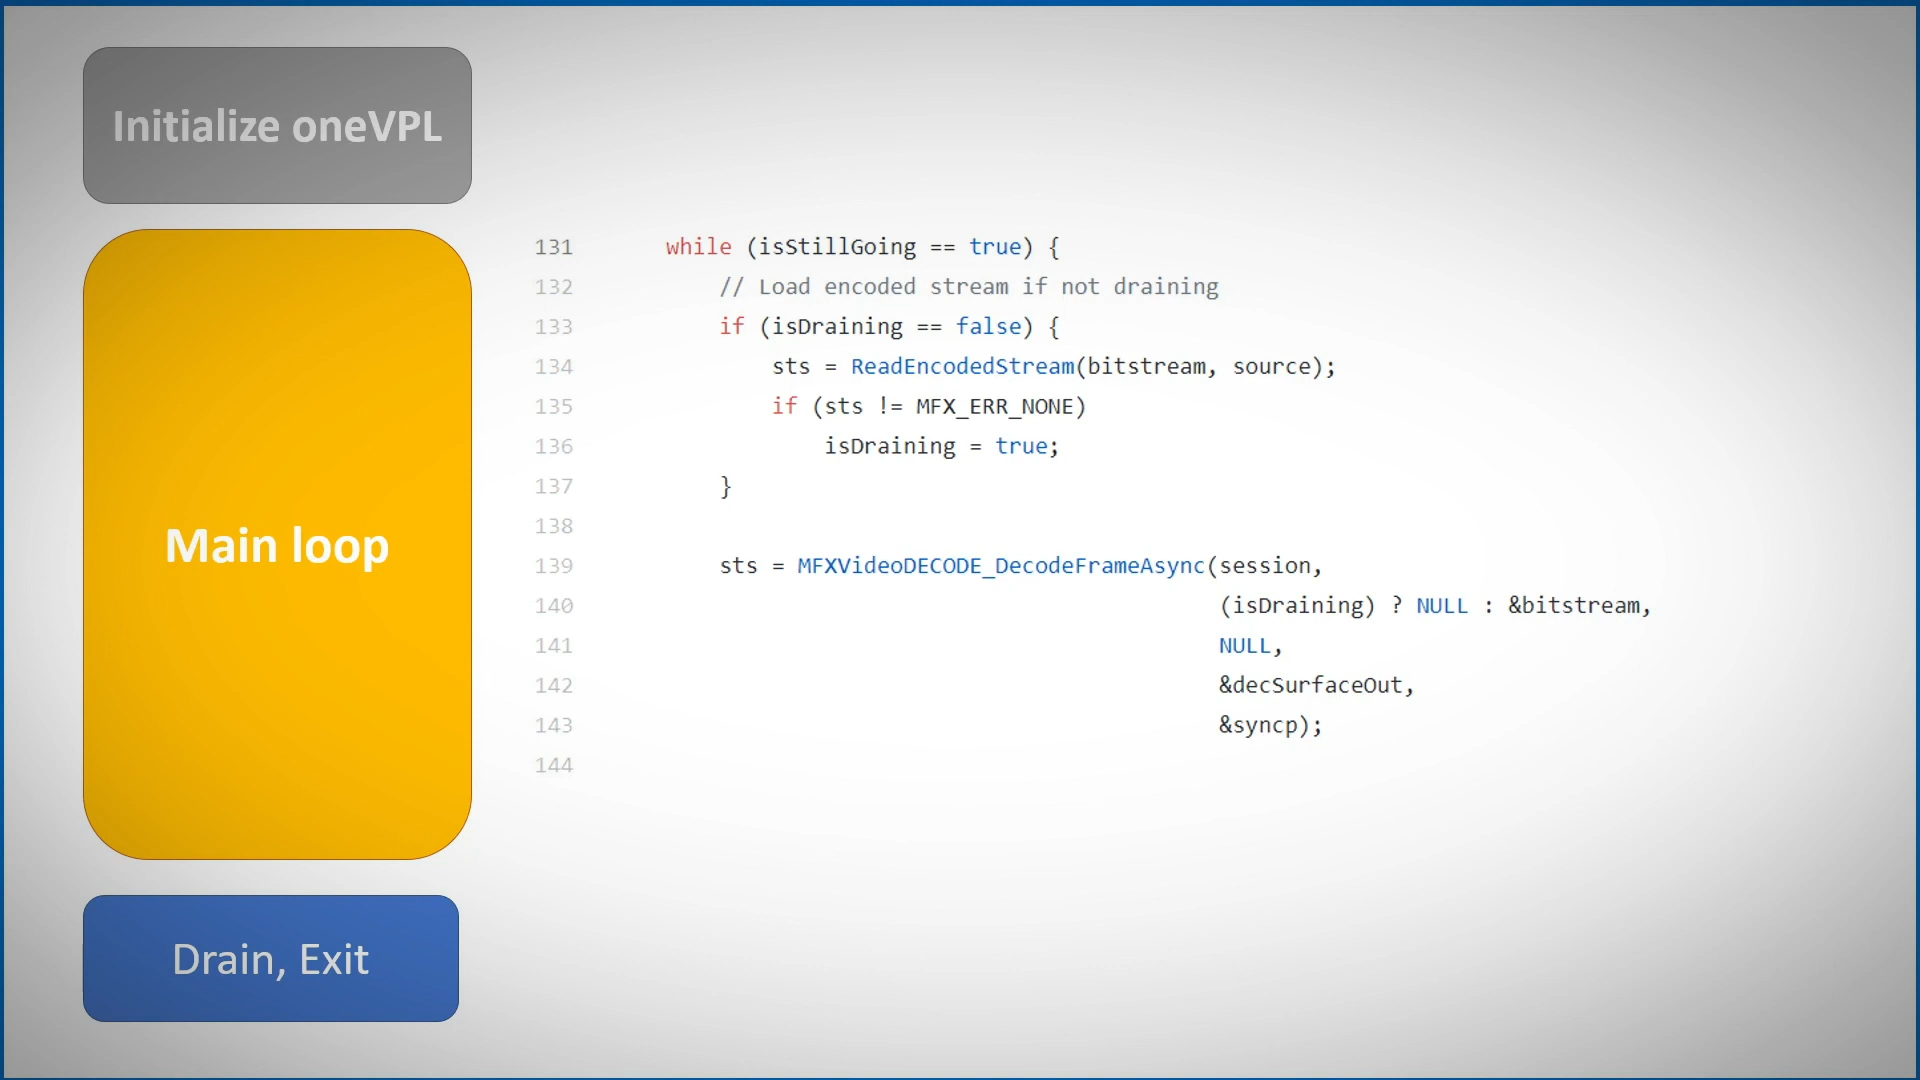 Initialize oneVPL
Main loop
Drain, Exit
131 while (isStillGoing == true) {
132 // Load encoded stream if not draining
133 if (isDraining == false) {
134 sts = ReadEncodedStream(bitstream, source);
135 if (sts != MFX_ERR_NONE)
136 isDraining = true;
137 }
138
139 sts = MFXVideoDECODE_DecodeFrameAsync(session,
140 (isDraining) ? NULL : &bitstream,
141 NULL,
142 &decSurfaceOut,
143 &syncp);
144